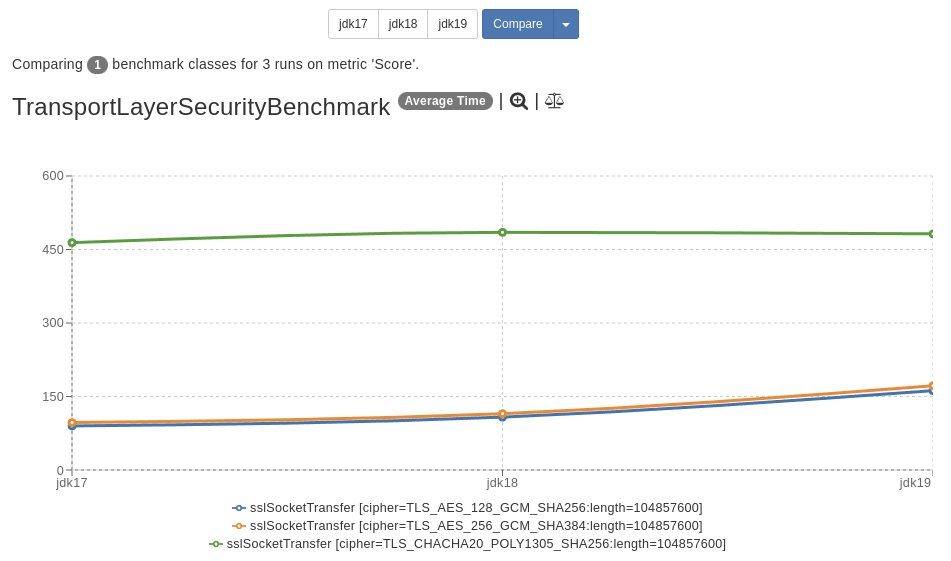 jdk17 jdk18 jdk19 Compare
Comparing 1 benchmark classes for 3 runs on metric 'Score'.
TransportLayerSecurityBenchmark Average Time | |
600
450
300
150
0
jdk17 jdk18 jdk19
sslSocketTransfer [cipher=TLS_AES_128_GCM_SHA256:length=104857600]
sslSocketTransfer [cipher=TLS_AES_256_GCM_SHA384:length=104857600]
sslSocketTransfer [cipher=TLS_CHACHA20_POLY1305_SHA256:length=104857600]